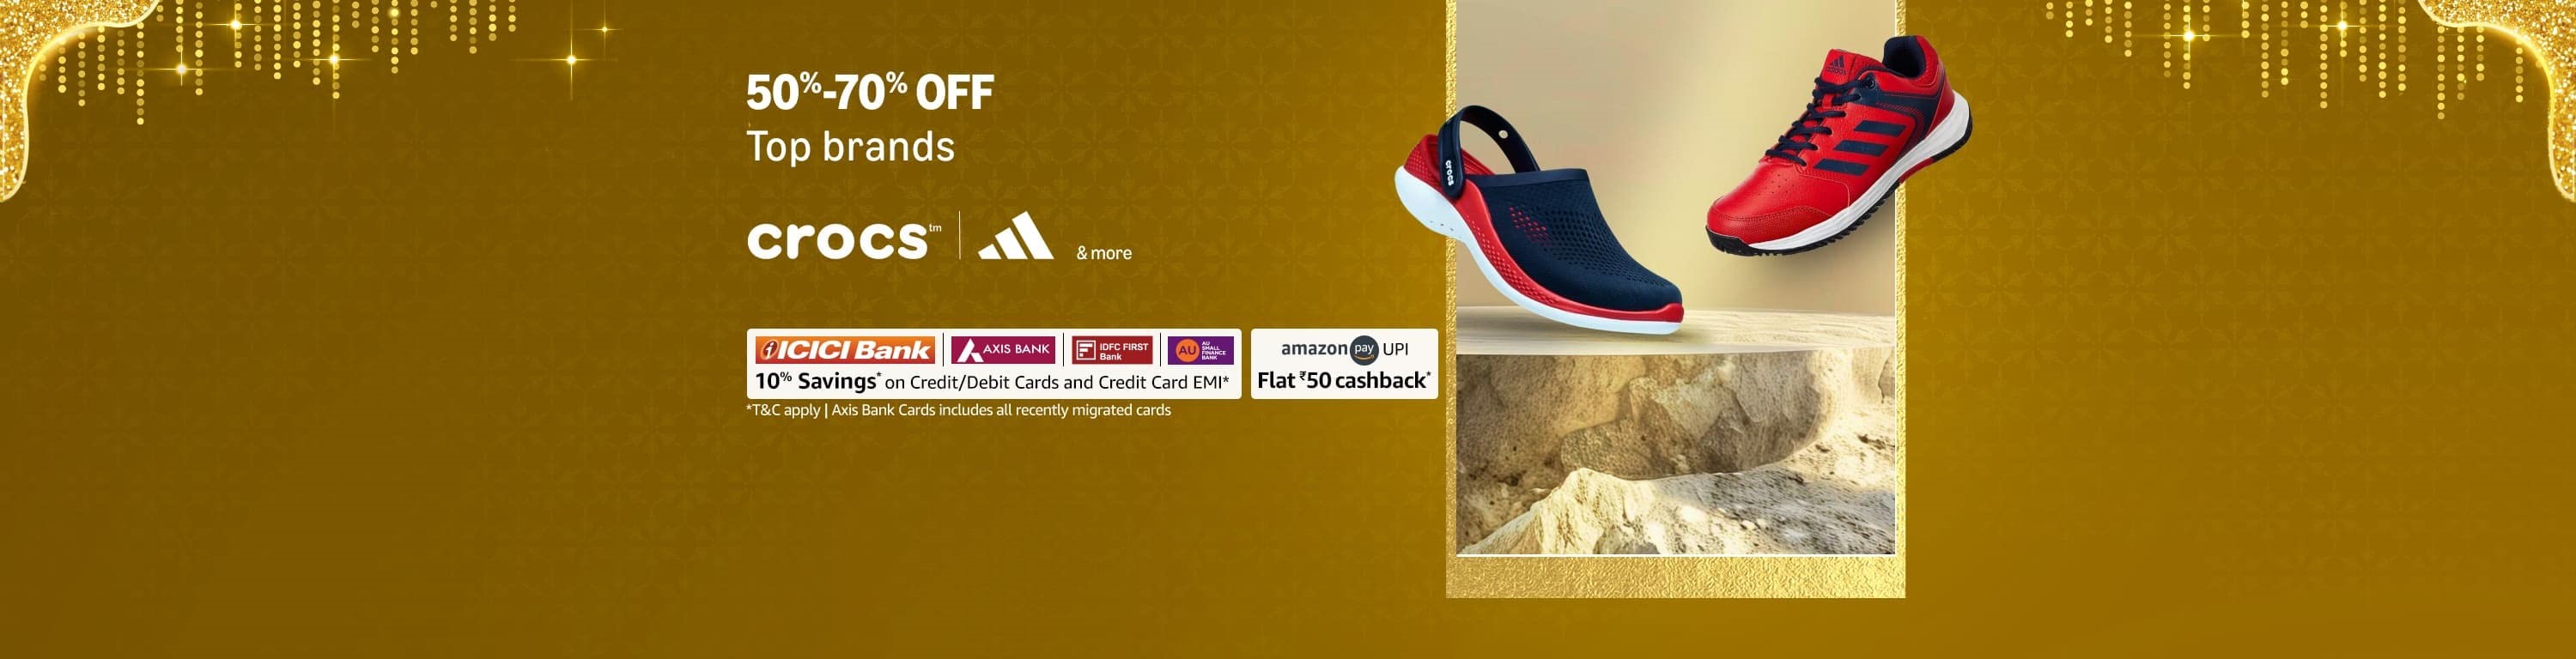 50%-70% OFF
Top brands
crocs™
& more
ICICI Bank
AXIS BANK
IDFC FIRST
Bank
AU
AU
SMALL
FINANCE
BANK
10% Savings* on Credit/Debit Cards and Credit Card EMI*
amazon pay UPI
Flat ₹50 cashback*
*T&C apply | Axis Bank Cards includes all recently migrated cards
crocs
adidas